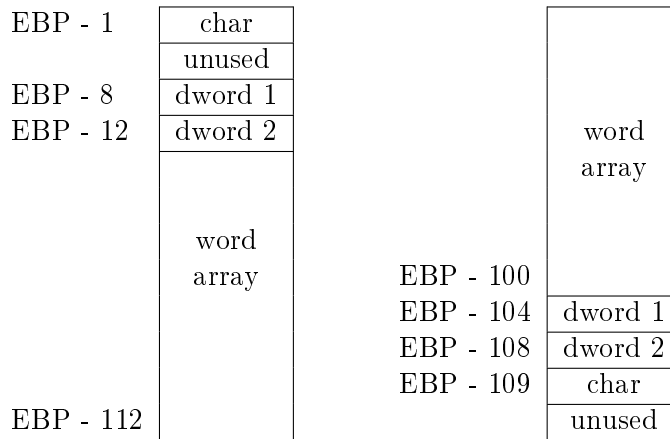 EBP - 1 char
unused
EBP - 8 dword 1
EBP - 12 dword 2
word
array
EBP - 112
word
array
EBP - 100
EBP - 104 dword 1
EBP - 108 dword 2
EBP - 109 char
unused